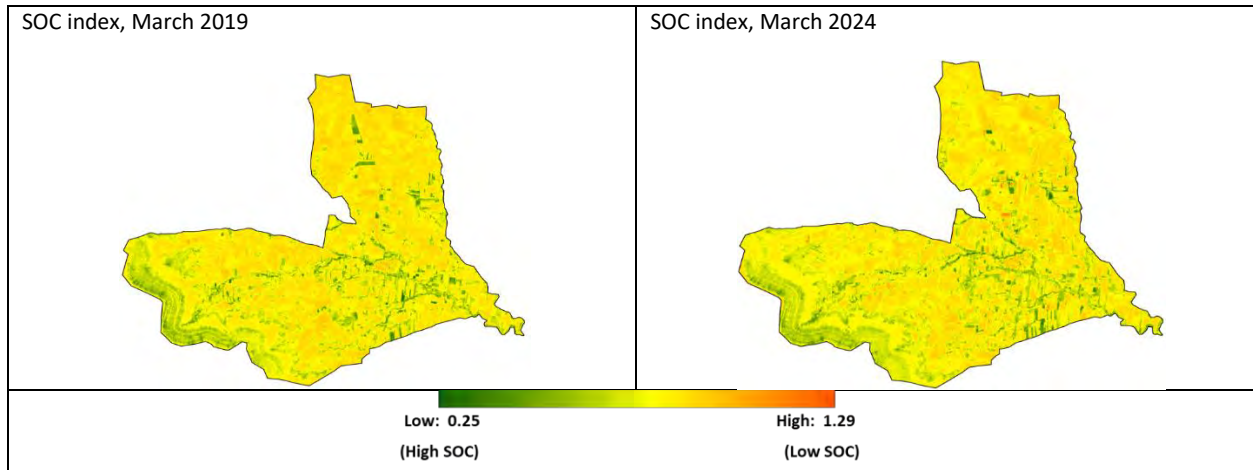 SOC index, March 2019
SOC index, March 2024
Low: 0.25
High: 1.29
(High SOC)
(Low SOC)